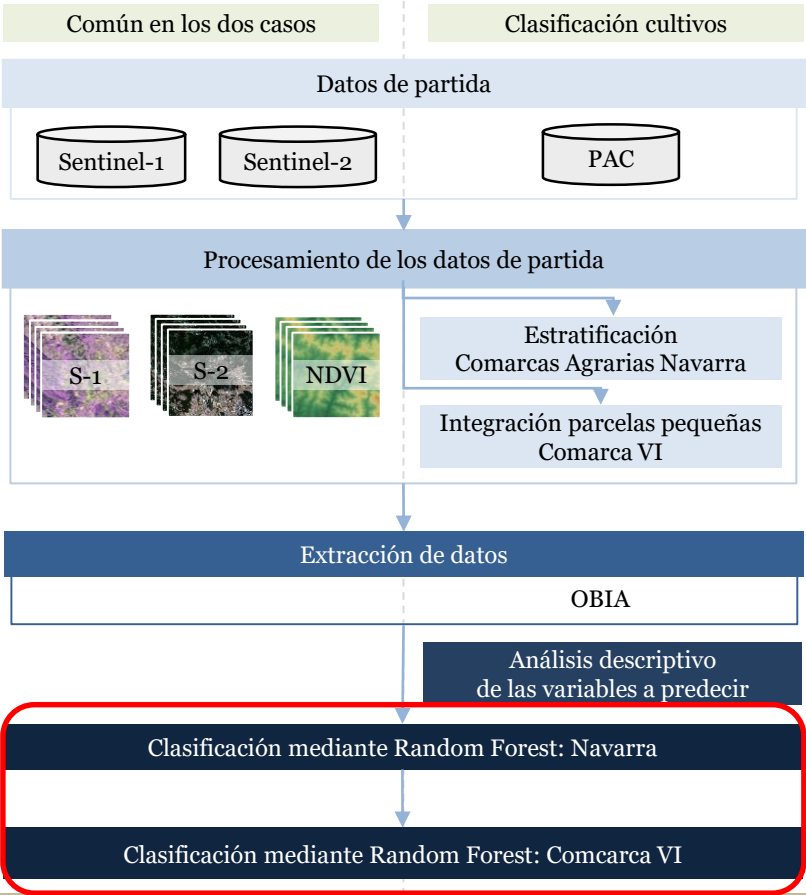 Común en los dos casos
Clasificación cultivos
Datos de partida
Sentinel-1
Sentinel-2
PAC
Procesamiento de los datos de partida
S-1
S-2
NDVI
Estratificación
Comarcas Agrarias Navarra
Integración parcelas pequeñas
Comarca VI
Extracción de datos
OBIA
Análisis descriptivo
de las variables a predecir
Clasificación mediante Random Forest: Navarra
Clasificación mediante Random Forest: Comcarca VI